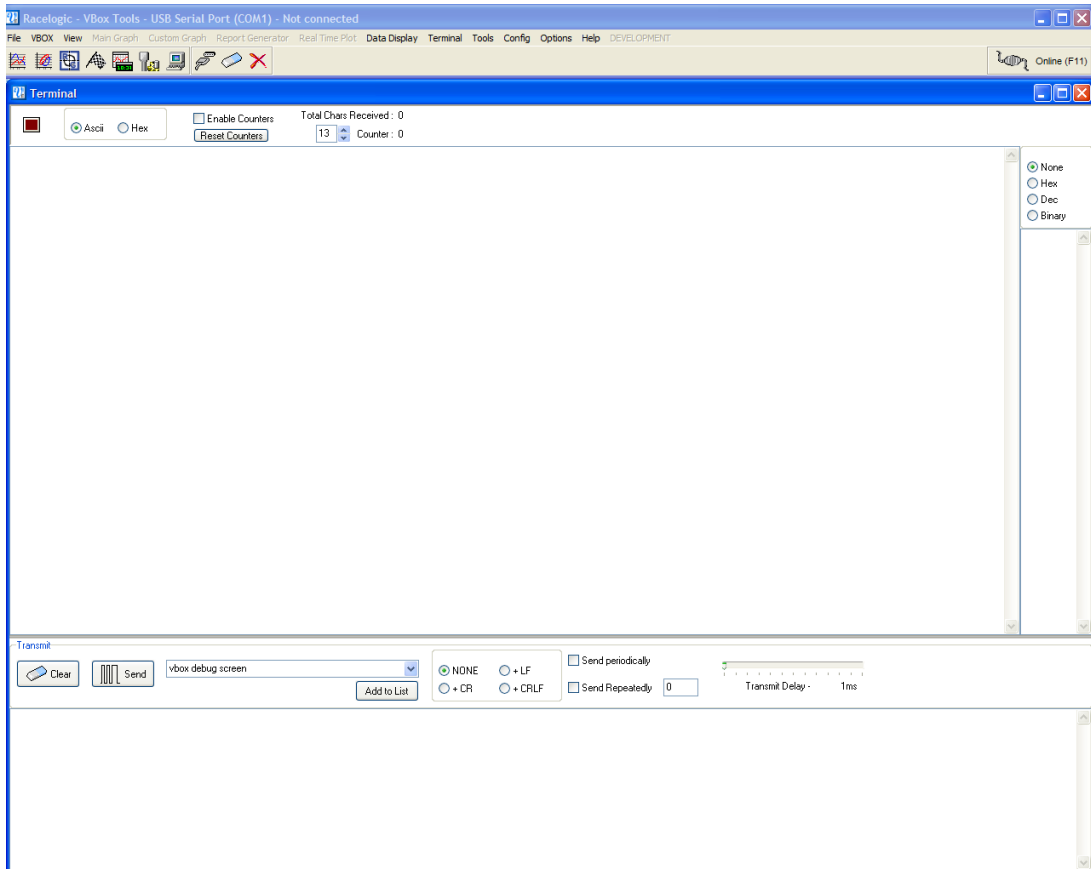 Racelogic - VBox Tools - USB Serial Port (COM1) - Not connected
File VBOX View Main Graph Custom Graph Report Generator Real Time Plot Data Display Terminal Tools Config Options Help DEVELOPMENT
Online (F11)
Terminal
Ascii Hex Enable Counters Total Chars Received : 0
Reset Counters 13 Counter : 0
None
Hex
Dec
Binary
Transmit
Clear Send vbox debug screen NONE + LF Send periodically
Add to List + CR + CRLF Send Repeatedly 0 Transmit Delay - 1ms